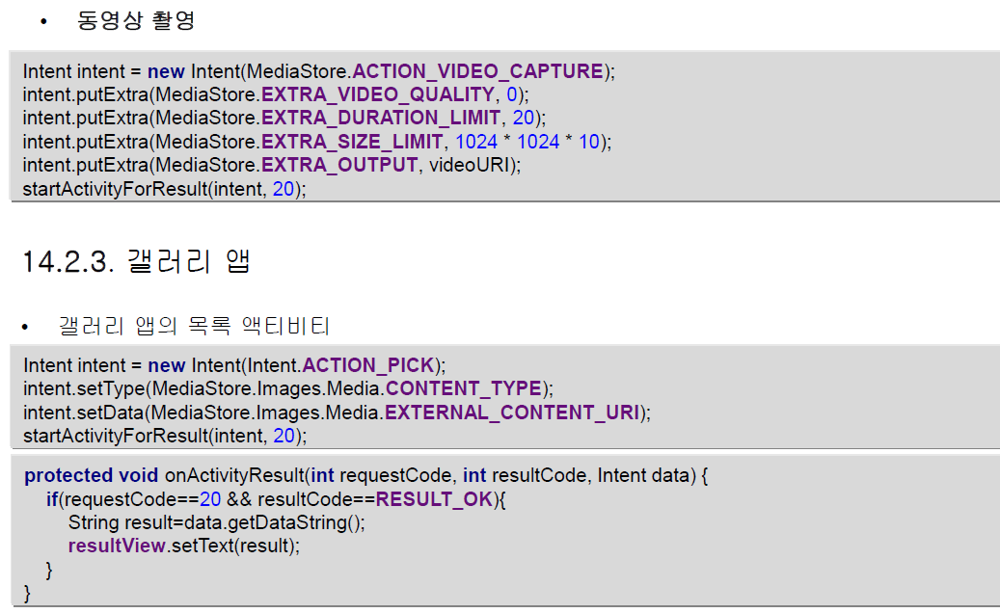 • 동영상 촬영
Intent intent = new Intent(MediaStore.ACTION_VIDEO_CAPTURE);
intent.putExtra(MediaStore.EXTRA_VIDEO_QUALITY, 0);
intent.putExtra(MediaStore.EXTRA_DURATION_LIMIT, 20);
intent.putExtra(MediaStore.EXTRA_SIZE_LIMIT, 1024 * 1024 * 10);
intent.putExtra(MediaStore.EXTRA_OUTPUT, videoURI);
startActivityForResult(intent, 20);
14.2.3. 갤러리 앱
• 갤러리 앱의 목록 액티비티
Intent intent = new Intent(Intent.ACTION_PICK);
intent.setType(MediaStore.Images.Media.CONTENT_TYPE);
intent.setData(MediaStore.Images.Media.EXTERNAL_CONTENT_URI);
startActivityForResult(intent, 20);
protected void onActivityResult(int requestCode, int resultCode, Intent data) {
if(requestCode==20 && resultCode==RESULT_OK){
String result=data.getDataString();
resultView.setText(result);
}
}